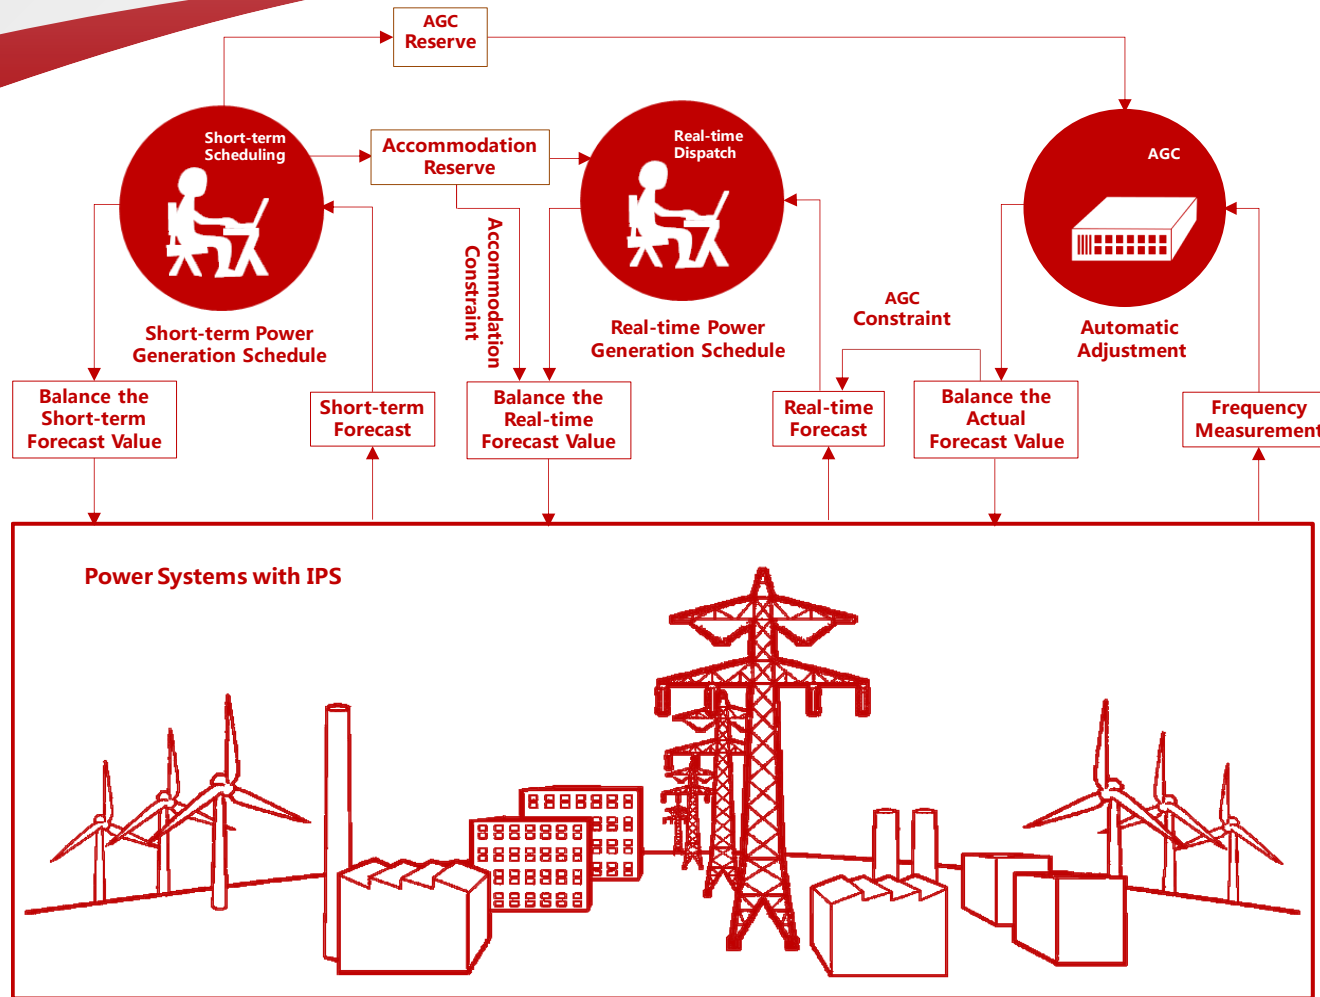 AGC
Reserve
Short-term
Scheduling
Accommodation
Reserve
Real-time
Dispatch
AGC
Accommodation
Constraint
AGC
Constraint
Short-term Power
Generation Schedule
Real-time Power
Generation Schedule
Automatic
Adjustment
Balance the
Short-term
Forecast Value
Short-term
Forecast
Balance the
Real-time
Forecast Value
Real-time
Forecast
Balance the
Actual
Forecast Value
Frequency
Measurement
Power Systems with IPS